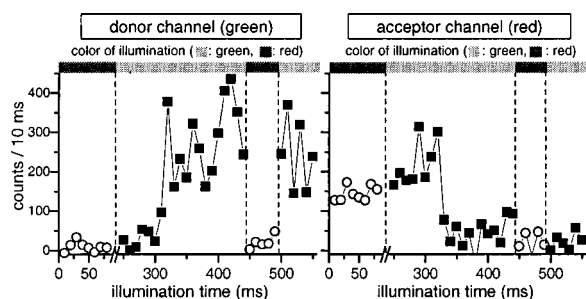 donor channel (green)
acceptor channel (red)
color of illumination ( : green, : red)
color of illumination ( : green, : red)
counts / 10 ms
400
300
200
100
0
0 50 300 400 500
0 50 300 400 500
illumination time (ms)
illumination time (ms)